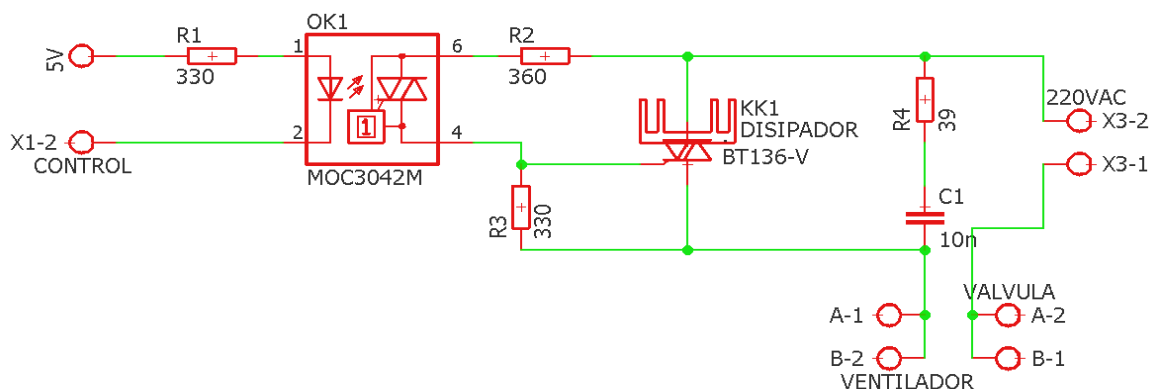 OK1
R1
1
6
R2
5V
330
360
KK1
220VAC
DISIPADOR
R4
39
X3-2
X1-2
2
1
4
BT136-V
X3-1
CONTROL
MOC3042M
R3
330
C1
10n
VALVULA
A-1
A-2
B-2
B-1
VENTILADOR